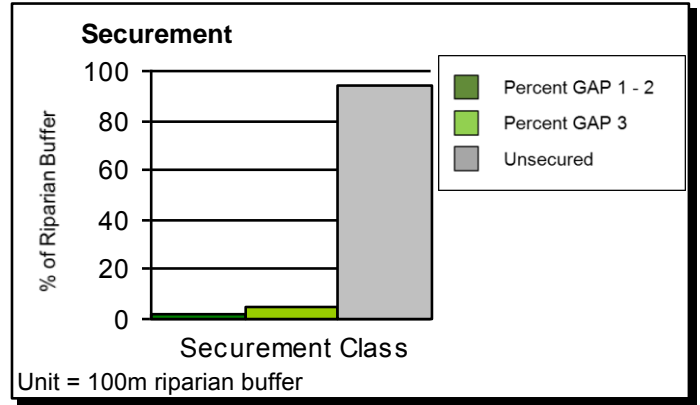 Securement
% of Riparian Buffer
100
80
60
40
20
0
Securement Class
Unit = 100m riparian buffer
Percent GAP 1 - 2
Percent GAP 3
Unsecured